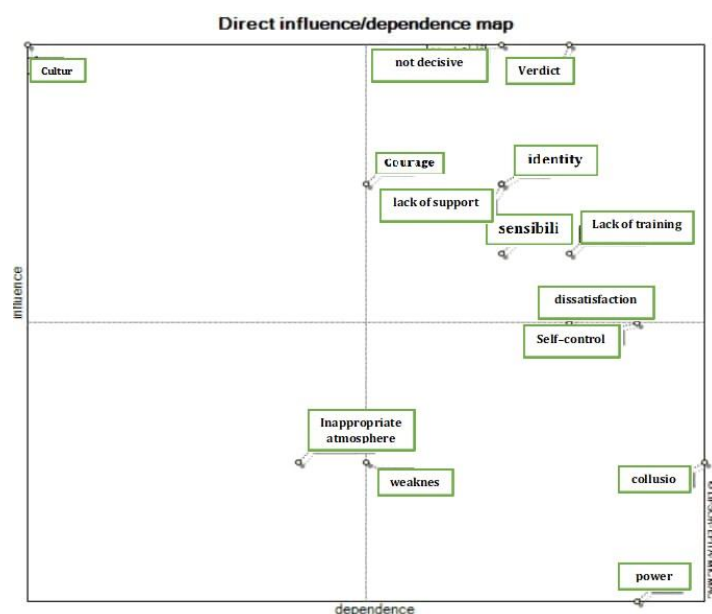 Direct influence/dependence map
Cultur
not decisive
Verdict
Courage
identity
lack of support
sensibili
Lack of training
influence
dissatisfaction
Self-control
Inappropriate
atmosphere
weaknes
collusio
power
dependence